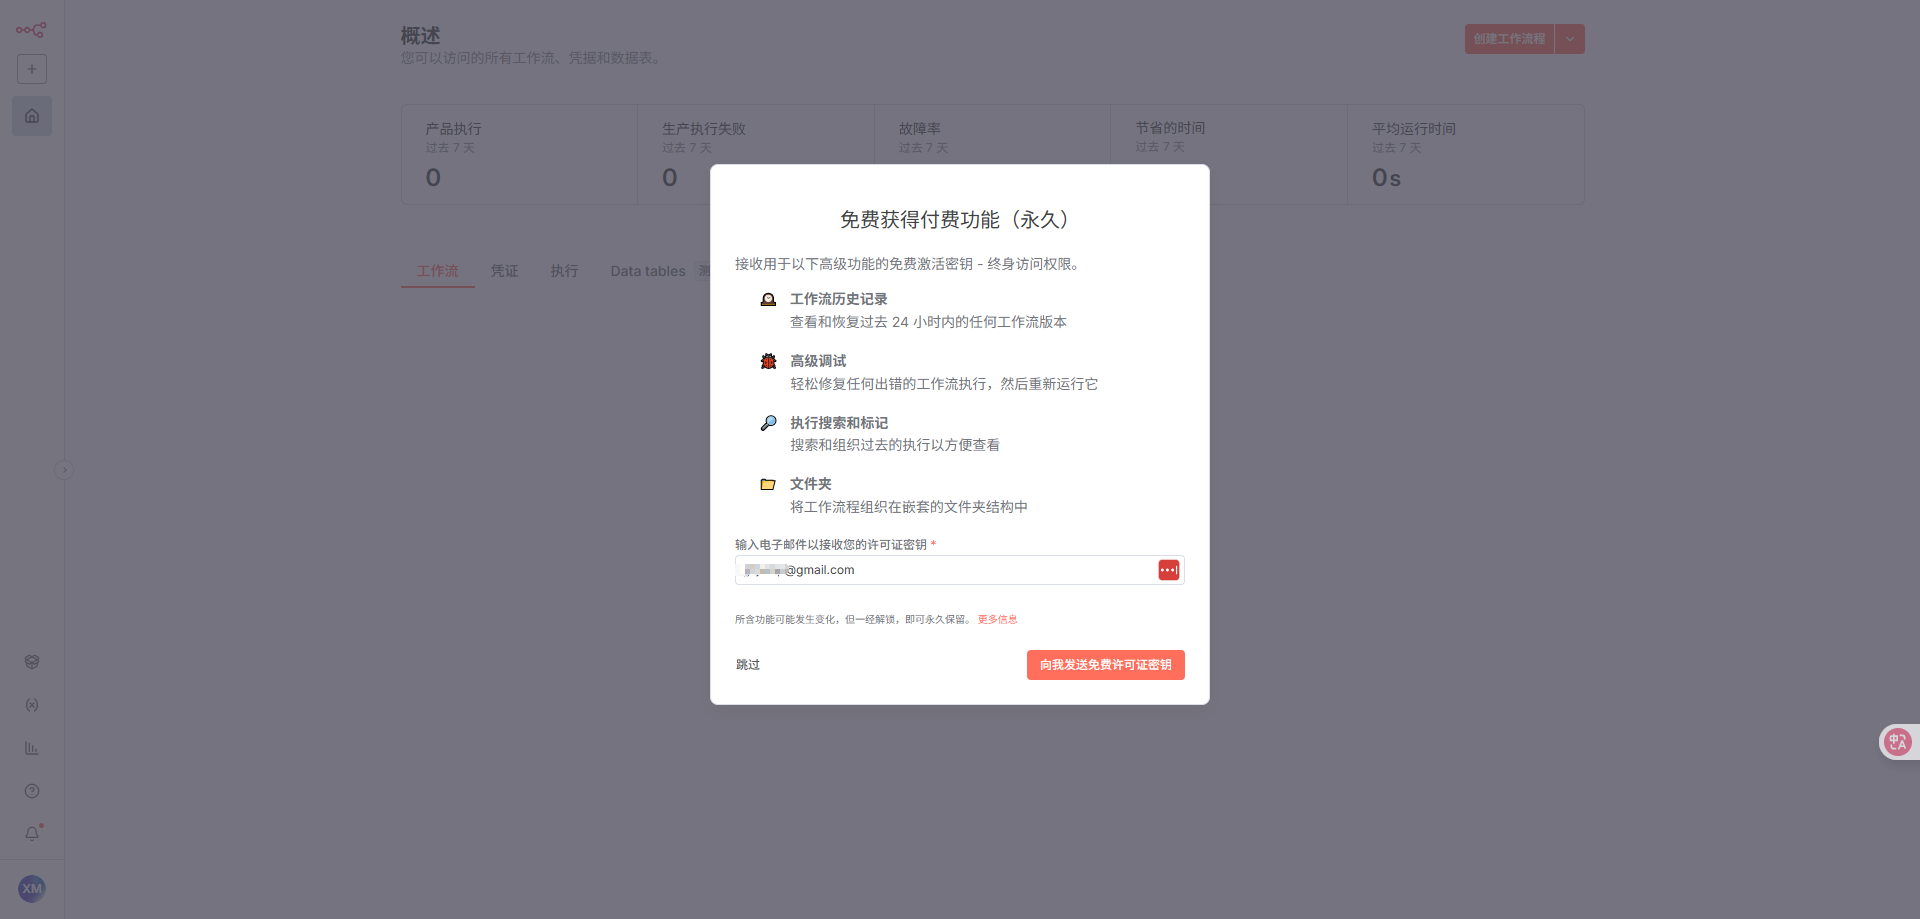 概述
您可以访问的所有工作流、凭据和数据表。
创建工作流程
产品执行
过去 7 天
0
生产执行失败
过去 7 天
0
故障率
过去 7 天
节省的时间
过去 7 天
平均运行时间
过去 7 天
0s
工作流
凭证
执行
Data tables
测
免费获得付费功能（永久）
接收用于以下高级功能的免费激活密钥 - 终身访问权限。
工作流历史记录
查看和恢复过去 24 小时内的任何工作流版本
高级调试
轻松修复任何出错的工作流执行，然后重新运行它
执行搜索和标记
搜索和组织过去的执行以方便查看
文件夹
将工作流程组织在嵌套的文件夹结构中
输入电子邮件以接收您的许可证密钥 *
@gmail.com
所含功能可能发生变化，但一经解锁，即可永久保留。 更多信息
跳过
向我发送免费许可证密钥
XM